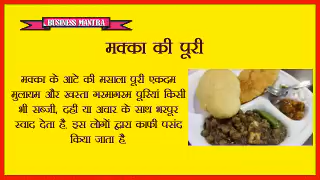 BUSINESS MANTRA
मक्का की पूरी
मक्का के आटे की मसाला पूरी एकदम
मुलायम और खस्ता गरमागरम पूरियां किसी
भी सब्जी, दही या अचार के साथ भरपूर
स्वाद देता है. इस लोगों द्वारा काफी पसंद
किया जाता है.